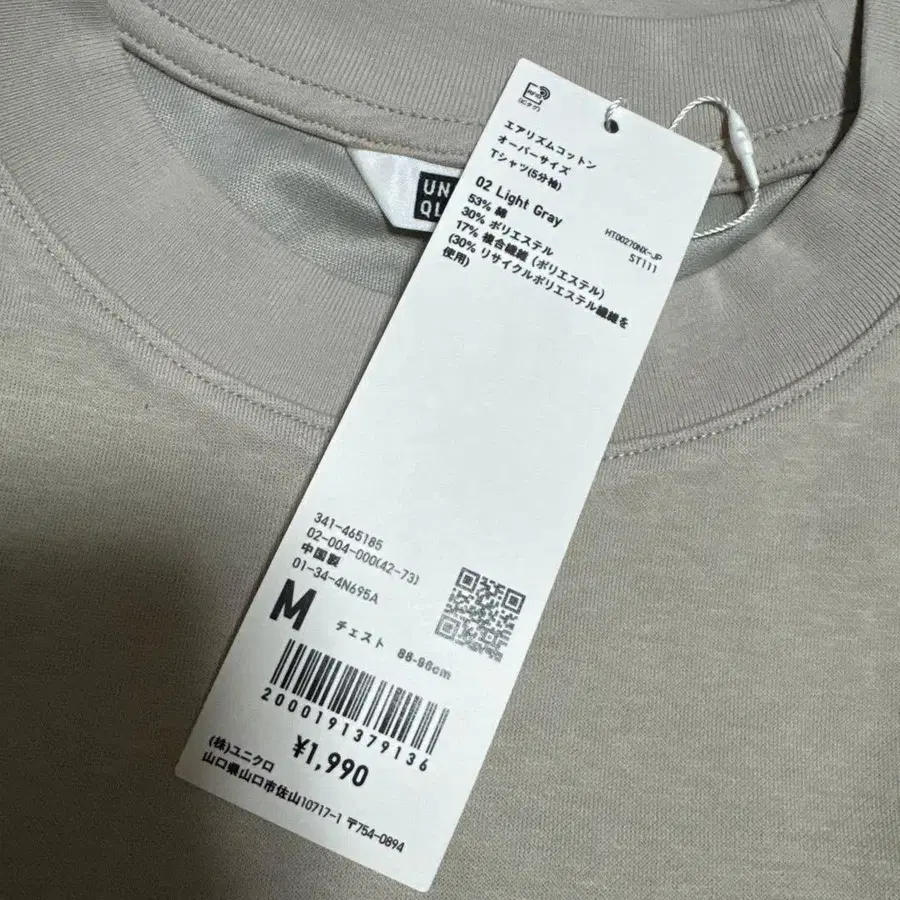 UN
QL
RFID
(ICタグ)
エアリズムコットン
オーバーサイズ
Tシャツ(5分袖)
02 Light Gray
53% 綿
30% ポリエステル
17% 複合繊維 (ポリエステル)
(30% リサイクルポリエステル繊維を
使用)
HT00270NX-JP
ST111
341-465185
02-004-000(42-73)
中国製
01-34-4N695A
M
チェスト 88-96cm
2000191379136
¥1,990
(株)ユニクロ
山口県山口市佐山10717-1 〒754-0894